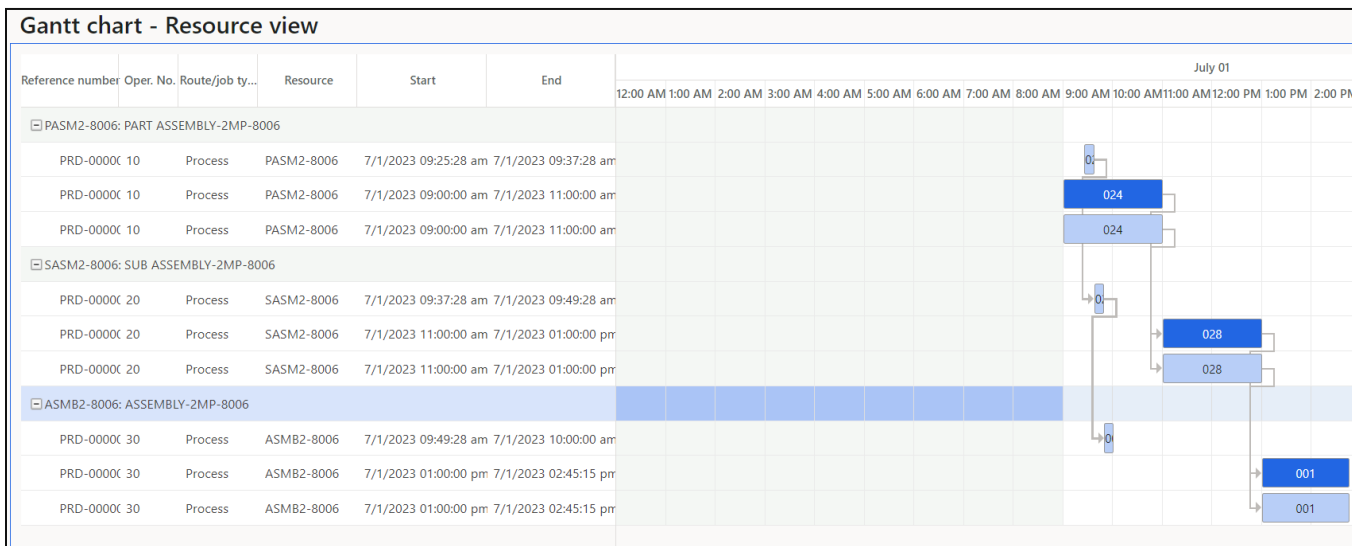 Gantt chart - Resource view
July 01
Reference number Oper. No. Route/job ty... Resource Start End
12:00 AM 1:00 AM 2:00 AM 3:00 AM 4:00 AM 5:00 AM 6:00 AM 7:00 AM 8:00 AM 9:00 AM 10:00 AM 11:00 AM 12:00 PM 1:00 PM 2:00 PM
PASM2-8006: PART ASSEMBLY-2MP-8006
PRD-0000 10 Process PASM2-8006 7/1/2023 09:25:28 am 7/1/2023 09:37:28 am
PRD-0000 10 Process PASM2-8006 7/1/2023 09:00:00 am 7/1/2023 11:00:00 am 024
PRD-0000 10 Process PASM2-8006 7/1/2023 09:00:00 am 7/1/2023 11:00:00 am 024
SASM2-8006: SUB ASSEMBLY-2MP-8006
PRD-0000 20 Process SASM2-8006 7/1/2023 09:37:28 am 7/1/2023 09:49:28 am
PRD-0000 20 Process SASM2-8006 7/1/2023 11:00:00 am 7/1/2023 01:00:00 pm 028
PRD-0000 20 Process SASM2-8006 7/1/2023 11:00:00 am 7/1/2023 01:00:00 pm 028
ASMB2-8006: ASSEMBLY-2MP-8006
PRD-0000 30 Process ASMB2-8006 7/1/2023 09:49:28 am 7/1/2023 10:00:00 am
PRD-0000 30 Process ASMB2-8006 7/1/2023 01:00:00 pm 7/1/2023 02:45:15 pm 001
PRD-0000 30 Process ASMB2-8006 7/1/2023 01:00:00 pm 7/1/2023 02:45:15 pm 001